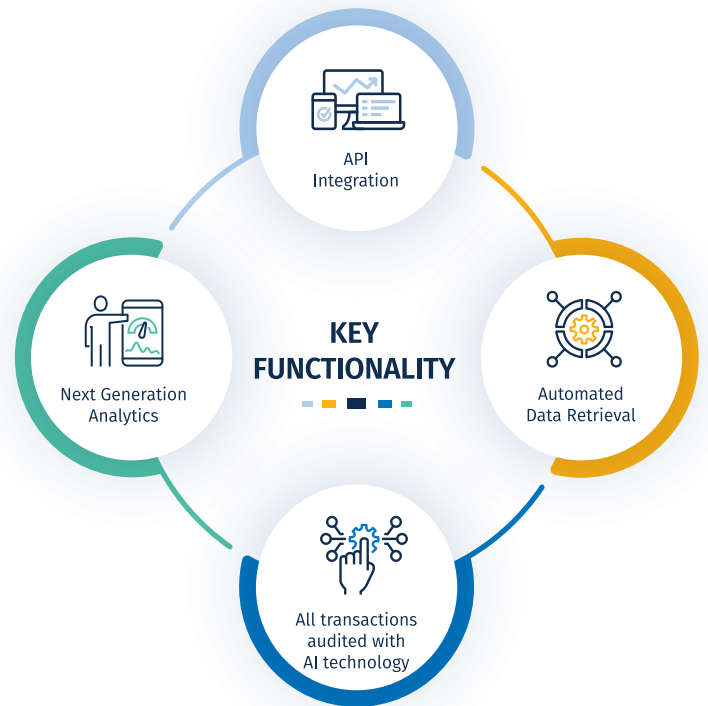 API
Integration
KEY
FUNCTIONALITY
Next Generation
Analytics
Automated
Data Retrieval
All transactions
audited with
AI technology